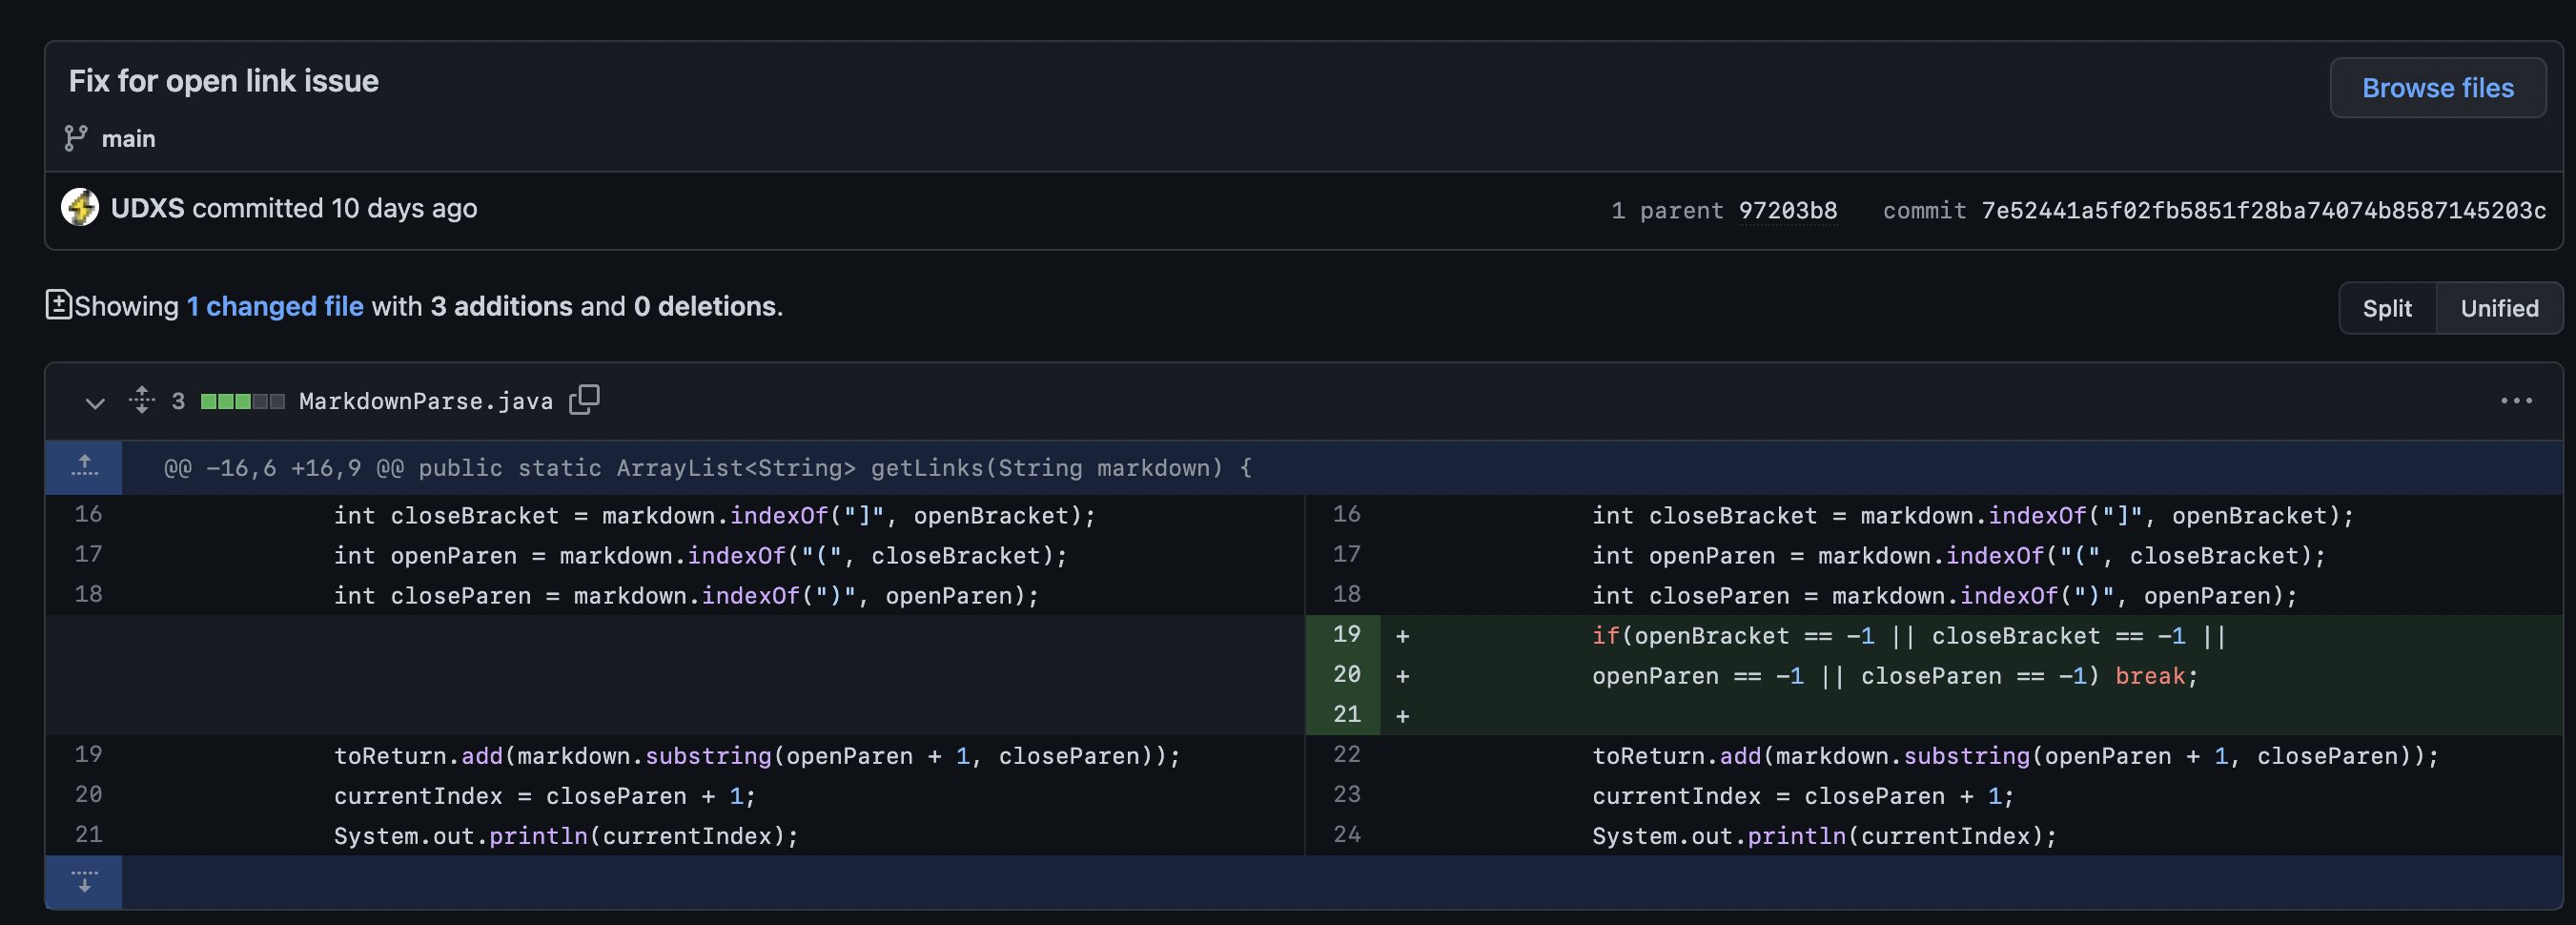 Fix for open link issue
Browse files
main
UDXS committed 10 days ago
1 parent 97203b8 commit 7e52441a5f02fb5851f28ba74074b8587145203c
Showing 1 changed file with 3 additions and 0 deletions.
Split Unified
3 MarkdownParse.java
@@ -16,6 +16,9 @@ public static ArrayList<String> getLinks(String markdown) {
16 int closeBracket = markdown.indexOf("]", openBracket);
17 int openParen = markdown.indexOf("(", closeBracket);
18 int closeParen = markdown.indexOf(")", openParen);
19 toReturn.add(markdown.substring(openParen + 1, closeParen));
20 currentIndex = closeParen + 1;
21 System.out.println(currentIndex);
16 int closeBracket = markdown.indexOf("]", openBracket);
17 int openParen = markdown.indexOf("(", closeBracket);
18 int closeParen = markdown.indexOf(")", openParen);
19 + if(openBracket == -1 || closeBracket == -1 ||
20 + openParen == -1 || closeParen == -1) break;
21 +
22 toReturn.add(markdown.substring(openParen + 1, closeParen));
23 currentIndex = closeParen + 1;
24 System.out.println(currentIndex);